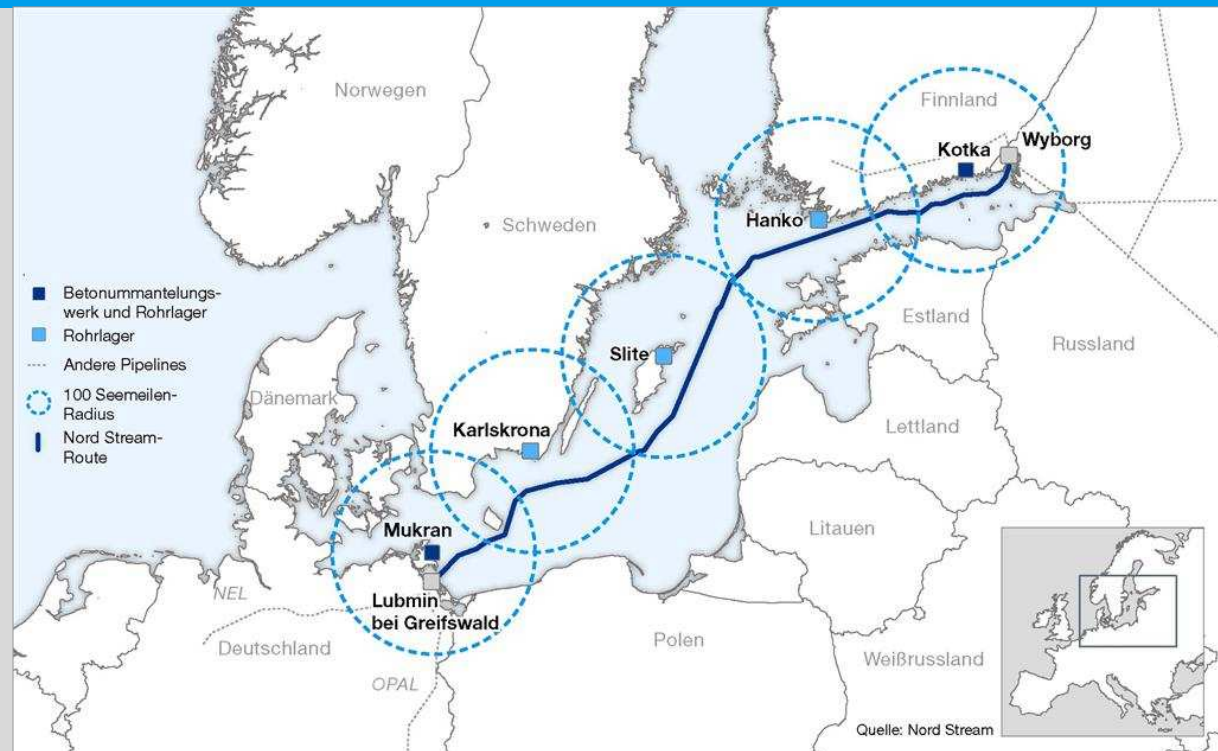 Norwegen
Finnland
Kotka
Wyborg
Hanko
Schweden
Betonummantelungs-
werk und Rohrlager
Rohrlager
Andere Pipelines
100 Seemeilen-
Radius
Nord Stream-
Route
Estland
Russland
Slite
Dänemark
Lettland
Karlskrona
Litauen
Mukran
NEL
Lubmin
bei Greifswald
Deutschland
Polen
Weißrussland
OPAL
Quelle: Nord Stream